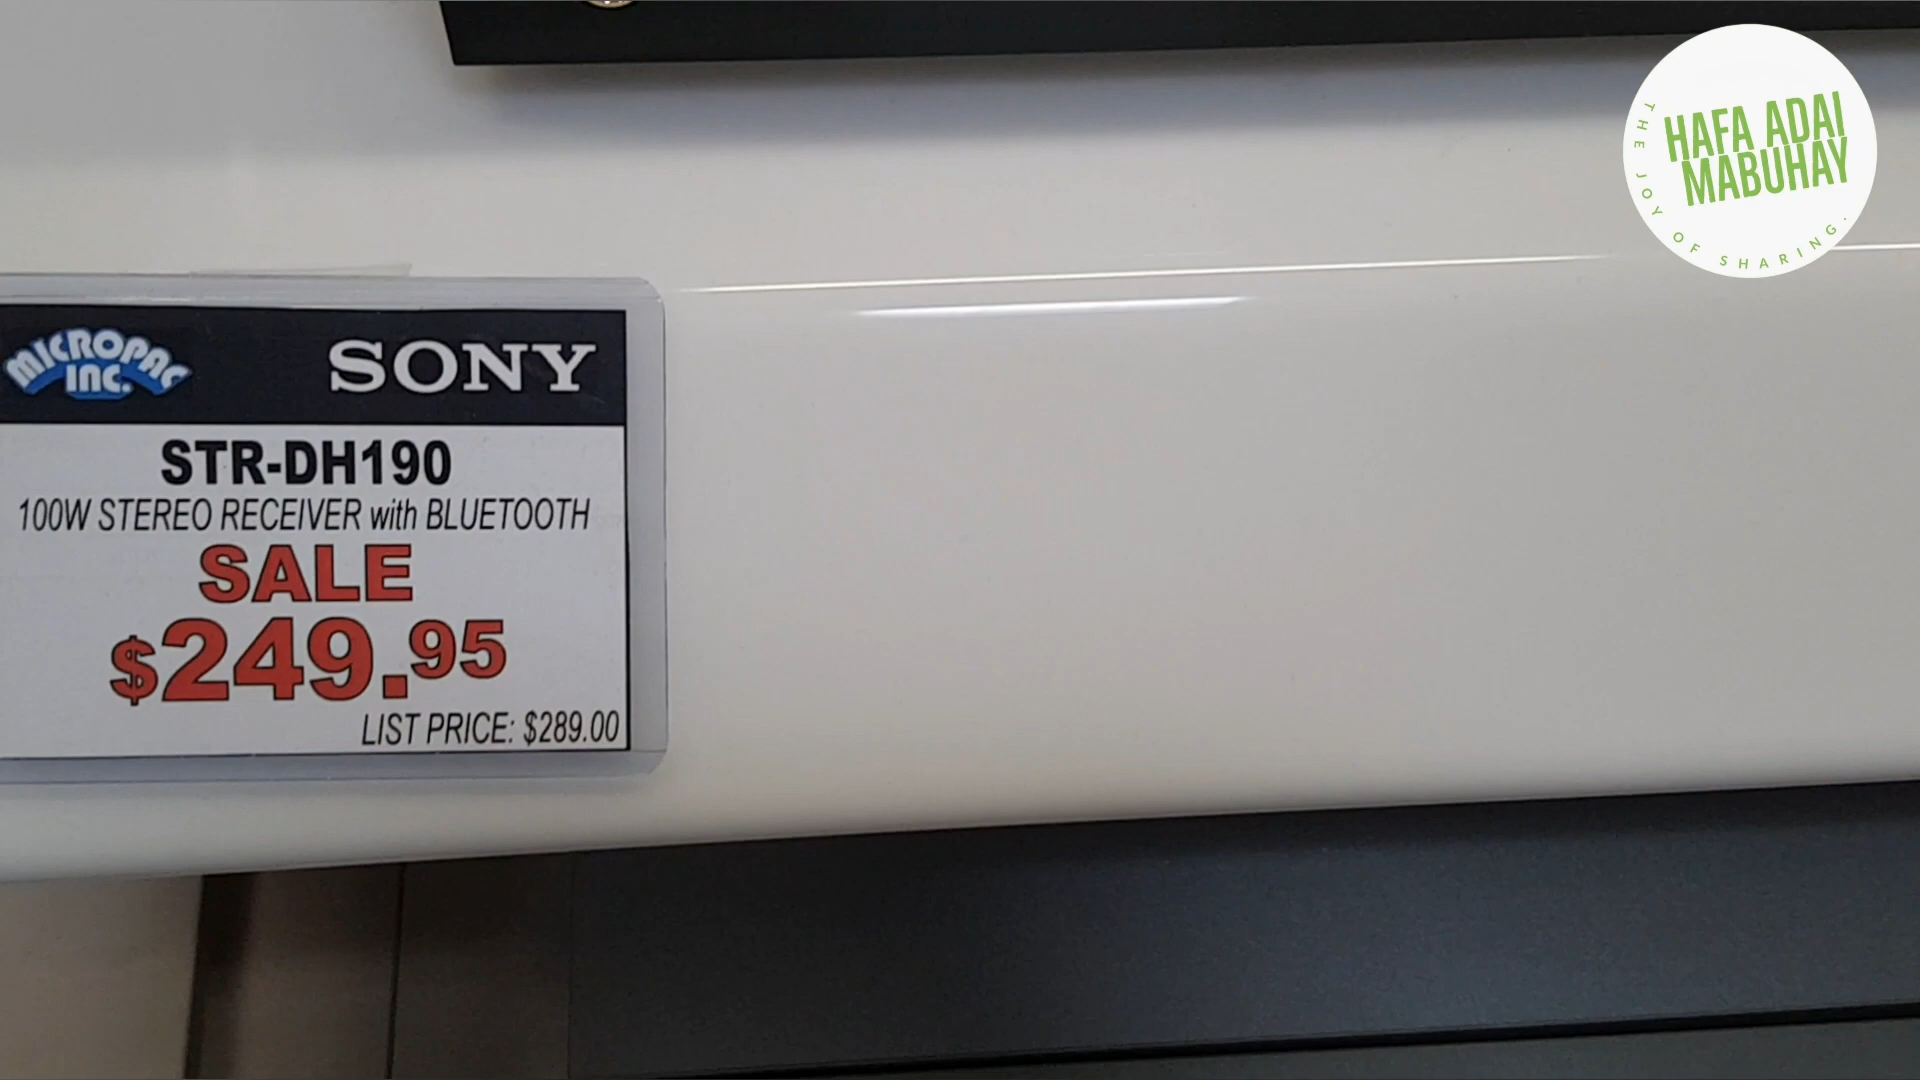 HAFA ADAI
MABUHAY
THE JOY OF SHARING.
MICROPAC
INC.
SONY
STR-DH190
100W STEREO RECEIVER with BLUETOOTH
SALE
$249.95
LIST PRICE: $289.00